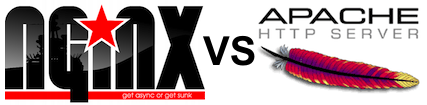 NGINX
get async or get sunk
VS
APACHE
HTTP SERVER